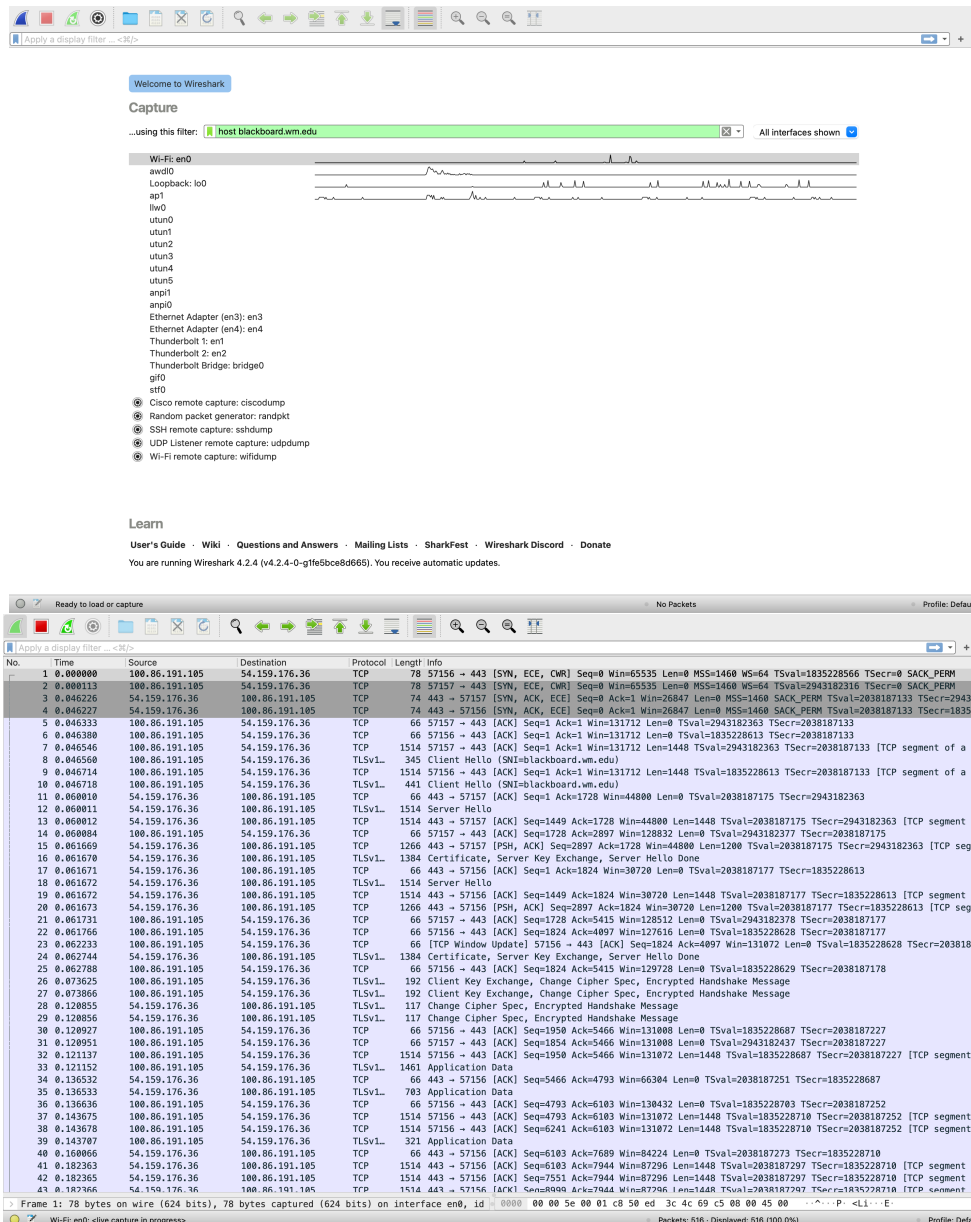 Apply a display filter ... <⌘/>
+
Welcome to Wireshark
Capture
...using this filter: host blackboard.wm.edu All interfaces shown
Wi-Fi: en0
awdl0
Loopback: lo0
ap1
llw0
utun0
utun1
utun2
utun3
utun4
utun5
anpi1
anpi0
Ethernet Adapter (en3): en3
Ethernet Adapter (en4): en4
Thunderbolt 1: en1
Thunderbolt 2: en2
Thunderbolt Bridge: bridge0
gif0
stf0
Cisco remote capture: ciscodump
Random packet generator: randpkt
SSH remote capture: sshdump
UDP Listener remote capture: udpdump
Wi-Fi remote capture: wifidump
Learn
User's Guide · Wiki · Questions and Answers · Mailing Lists · SharkFest · Wireshark Discord · Donate
You are running Wireshark 4.2.4 (v4.2.4-0-g1fe5bce8d665). You receive automatic updates.
Ready to load or capture No Packets Profile: Defau
Apply a display filter ... <⌘/> +
No. Time Source Destination Protocol Length Info
1 0.000000 100.86.191.105 54.159.176.36 TCP 78 57156 → 443 [SYN, ECE, CWR] Seq=0 Win=65535 Len=0 MSS=1460 WS=64 TSval=1835228566 TSecr=0 SACK_PERM
2 0.000113 100.86.191.105 54.159.176.36 TCP 78 57157 → 443 [SYN, ECE, CWR] Seq=0 Win=65535 Len=0 MSS=1460 WS=64 TSval=2943182316 TSecr=0 SACK_PERM
3 0.046226 54.159.176.36 100.86.191.105 TCP 74 443 → 57157 [SYN, ACK, ECE] Seq=0 Ack=1 Win=26847 Len=0 MSS=1460 SACK_PERM TSval=2038187133 TSecr=2943
4 0.046227 54.159.176.36 100.86.191.105 TCP 74 443 → 57156 [SYN, ACK, ECE] Seq=0 Ack=1 Win=26847 Len=0 MSS=1460 SACK_PERM TSval=2038187133 TSecr=1835
5 0.046333 100.86.191.105 54.159.176.36 TCP 66 57157 → 443 [ACK] Seq=1 Ack=1 Win=131712 Len=0 TSval=2943182363 TSecr=2038187133
6 0.046380 100.86.191.105 54.159.176.36 TCP 66 57156 → 443 [ACK] Seq=1 Ack=1 Win=131712 Len=0 TSval=1835228613 TSecr=2038187133
7 0.046546 100.86.191.105 54.159.176.36 TCP 1514 57157 → 443 [ACK] Seq=1 Ack=1 Win=131712 Len=1448 TSval=2943182363 TSecr=2038187133 [TCP segment of a
8 0.046560 100.86.191.105 54.159.176.36 TLSv1… 345 Client Hello (SNI=blackboard.wm.edu)
9 0.046714 100.86.191.105 54.159.176.36 TCP 1514 57156 → 443 [ACK] Seq=1 Ack=1 Win=131712 Len=1448 TSval=1835228613 TSecr=2038187133 [TCP segment of a
10 0.046718 100.86.191.105 54.159.176.36 TLSv1… 441 Client Hello (SNI=blackboard.wm.edu)
11 0.060010 54.159.176.36 100.86.191.105 TCP 66 443 → 57157 [ACK] Seq=1 Ack=1728 Win=44800 Len=0 TSval=2038187175 TSecr=2943182363
12 0.060011 54.159.176.36 100.86.191.105 TLSv1… 1514 Server Hello
13 0.060012 54.159.176.36 100.86.191.105 TCP 1514 443 → 57157 [ACK] Seq=1449 Ack=1728 Win=44800 Len=1448 TSval=2038187175 TSecr=2943182363 [TCP segment
14 0.060084 100.86.191.105 54.159.176.36 TCP 66 57157 → 443 [ACK] Seq=1728 Ack=2897 Win=128832 Len=0 TSval=2943182377 TSecr=2038187175
15 0.061669 54.159.176.36 100.86.191.105 TCP 1266 443 → 57157 [PSH, ACK] Seq=2897 Ack=1728 Win=44800 Len=1200 TSval=2038187175 TSecr=2943182363 [TCP seg
16 0.061670 54.159.176.36 100.86.191.105 TLSv1… 1384 Certificate, Server Key Exchange, Server Hello Done
17 0.061671 54.159.176.36 100.86.191.105 TCP 66 443 → 57156 [ACK] Seq=1 Ack=1824 Win=30720 Len=0 TSval=2038187177 TSecr=1835228613
18 0.061672 54.159.176.36 100.86.191.105 TLSv1… 1514 Server Hello
19 0.061672 54.159.176.36 100.86.191.105 TCP 1514 443 → 57156 [ACK] Seq=1449 Ack=1824 Win=30720 Len=1448 TSval=2038187177 TSecr=1835228613 [TCP segment
20 0.061673 54.159.176.36 100.86.191.105 TCP 1266 443 → 57156 [PSH, ACK] Seq=2897 Ack=1824 Win=30720 Len=1200 TSval=2038187177 TSecr=1835228613 [TCP seg
21 0.061731 100.86.191.105 54.159.176.36 TCP 66 57157 → 443 [ACK] Seq=1728 Ack=5415 Win=128512 Len=0 TSval=2943182378 TSecr=2038187177
22 0.061766 100.86.191.105 54.159.176.36 TCP 66 57156 → 443 [ACK] Seq=1824 Ack=4097 Win=127616 Len=0 TSval=1835228628 TSecr=2038187177
23 0.062233 100.86.191.105 54.159.176.36 TCP 66 [TCP Window Update] 57156 → 443 [ACK] Seq=1824 Ack=4097 Win=131072 Len=0 TSval=1835228628 TSecr=203818
24 0.062744 54.159.176.36 100.86.191.105 TLSv1… 1384 Certificate, Server Key Exchange, Server Hello Done
25 0.062788 100.86.191.105 54.159.176.36 TCP 66 57156 → 443 [ACK] Seq=1824 Ack=5415 Win=129728 Len=0 TSval=1835228629 TSecr=2038187178
26 0.073625 100.86.191.105 54.159.176.36 TLSv1… 192 Client Key Exchange, Change Cipher Spec, Encrypted Handshake Message
27 0.073866 100.86.191.105 54.159.176.36 TLSv1… 192 Client Key Exchange, Change Cipher Spec, Encrypted Handshake Message
28 0.120855 54.159.176.36 100.86.191.105 TLSv1… 117 Change Cipher Spec, Encrypted Handshake Message
29 0.120856 54.159.176.36 100.86.191.105 TLSv1… 117 Change Cipher Spec, Encrypted Handshake Message
30 0.120927 100.86.191.105 54.159.176.36 TCP 66 57156 → 443 [ACK] Seq=1950 Ack=5466 Win=131008 Len=0 TSval=1835228687 TSecr=2038187227
31 0.120951 100.86.191.105 54.159.176.36 TCP 66 57157 → 443 [ACK] Seq=1854 Ack=5466 Win=131008 Len=0 TSval=2943182437 TSecr=2038187227
32 0.121137 100.86.191.105 54.159.176.36 TCP 1514 57156 → 443 [ACK] Seq=1950 Ack=5466 Win=131072 Len=1448 TSval=1835228687 TSecr=2038187227 [TCP segment
33 0.121152 100.86.191.105 54.159.176.36 TLSv1… 1461 Application Data
34 0.136532 54.159.176.36 100.86.191.105 TCP 66 443 → 57156 [ACK] Seq=5466 Ack=4793 Win=66304 Len=0 TSval=2038187251 TSecr=1835228687
35 0.136533 54.159.176.36 100.86.191.105 TLSv1… 703 Application Data
36 0.136636 100.86.191.105 54.159.176.36 TCP 66 57156 → 443 [ACK] Seq=4793 Ack=6103 Win=130432 Len=0 TSval=1835228703 TSecr=2038187252
37 0.143675 100.86.191.105 54.159.176.36 TCP 1514 57156 → 443 [ACK] Seq=4793 Ack=6103 Win=131072 Len=1448 TSval=1835228710 TSecr=2038187252 [TCP segment
38 0.143678 100.86.191.105 54.159.176.36 TCP 1514 57156 → 443 [ACK] Seq=6241 Ack=6103 Win=131072 Len=1448 TSval=1835228710 TSecr=2038187252 [TCP segment
39 0.143707 100.86.191.105 54.159.176.36 TLSv1… 321 Application Data
40 0.160066 54.159.176.36 100.86.191.105 TCP 66 443 → 57156 [ACK] Seq=6103 Ack=7689 Win=84224 Len=0 TSval=2038187273 TSecr=1835228710
41 0.182363 54.159.176.36 100.86.191.105 TCP 1514 443 → 57156 [ACK] Seq=6103 Ack=7944 Win=87296 Len=1448 TSval=2038187297 TSecr=1835228710 [TCP segment
42 0.182365 54.159.176.36 100.86.191.105 TCP 1514 443 → 57156 [ACK] Seq=7551 Ack=7944 Win=87296 Len=1448 TSval=2038187297 TSecr=1835228710 [TCP segment
43 0.182366 54.159.176.36 100.86.191.105 TCP 1514 443 → 57156 [ACK] Seq=8999 Ack=7944 Win=87296 Len=1448 TSval=2038187297 TSecr=1835228710 [TCP segment
Frame 1: 78 bytes on wire (624 bits), 78 bytes captured (624 bits) on interface en0, id 0000 00 00 5e 00 01 c8 50 ed 3c 4c 69 c5 08 00 45 00 ··^···P· <Li···E·
Wi-Fi: en0: <live capture in progress> Packets: 516 · Displayed: 516 (100.0%) Profile: Defau